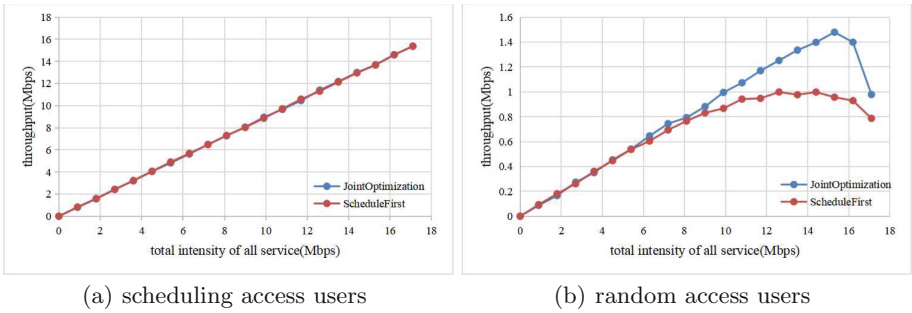 18
16
14
12
10
8
6
4
2
0
throughput(Mbps)
JointOptimization
ScheduleFirst
0 2 4 6 8 10 12 14 16 18
total intensity of all service(Mbps)
(a) scheduling access users
1.6
1.4
1.2
1
0.8
0.6
0.4
0.2
0
throughput(Mbps)
JointOptimization
ScheduleFirst
0 2 4 6 8 10 12 14 16 18
total intensity of all service(Mbps)
(b) random access users